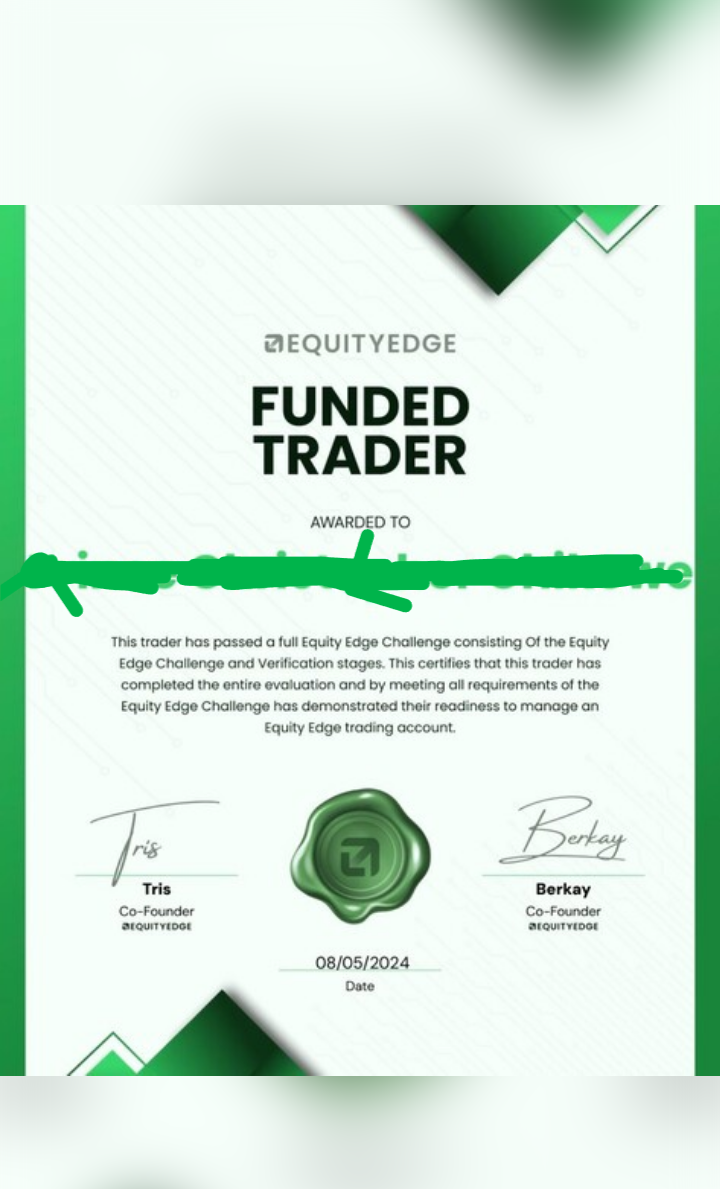 EQUITYEDGE
FUNDED
TRADER
AWARDED TO
This trader has passed a full Equity Edge Challenge consisting Of the Equity
Edge Challenge and Verification stages. This certifies that this trader has
completed the entire evaluation and by meeting all requirements of the
Equity Edge Challenge has demonstrated their readiness to manage an
Equity Edge trading account.
Tris
Berkay
Tris
Berkay
Co-Founder
Co-Founder
EQUITYEDGE
EQUITYEDGE
08/05/2024
Date